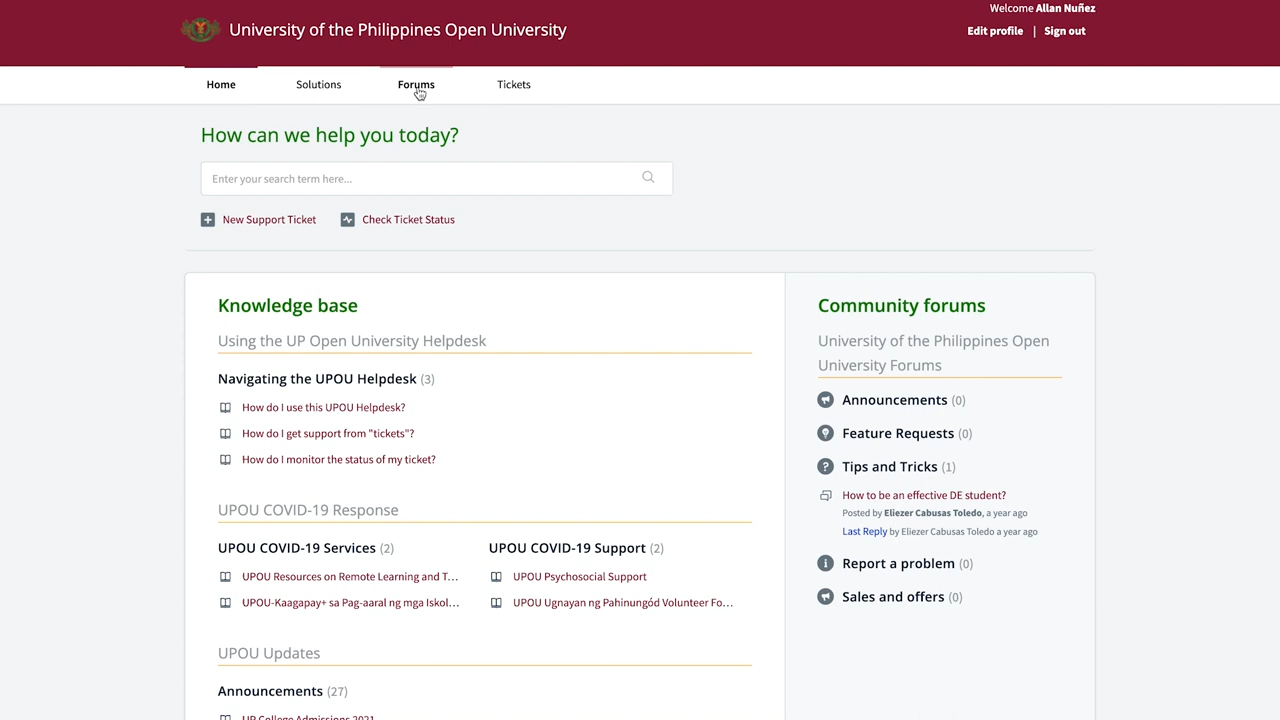 Welcome Allan Nuñez
University of the Philippines Open University
Edit profile | Sign out
Home Solutions Forums Tickets
How can we help you today?
Enter your search term here...
New Support Ticket Check Ticket Status
Knowledge base
Using the UP Open University Helpdesk
Navigating the UPOU Helpdesk (3)
How do I use this UPOU Helpdesk?
How do I get support from "tickets"?
How do I monitor the status of my ticket?
UPOU COVID-19 Response
UPOU COVID-19 Services (2)
UPOU Resources on Remote Learning and T...
UPOU-Kaagapay+ sa Pag-aaral ng mga Iskol...
UPOU COVID-19 Support (2)
UPOU Psychosocial Support
UPOU Ugnayan ng Pahinungód Volunteer Fo...
UPOU Updates
Announcements (27)
UP College Admissions 2021
Community forums
University of the Philippines Open
University Forums
Announcements (0)
Feature Requests (0)
Tips and Tricks (1)
How to be an effective DE student?
Posted by Eliezer Cabusas Toledo, a year ago
Last Reply by Eliezer Cabusas Toledo a year ago
Report a problem (0)
Sales and offers (0)